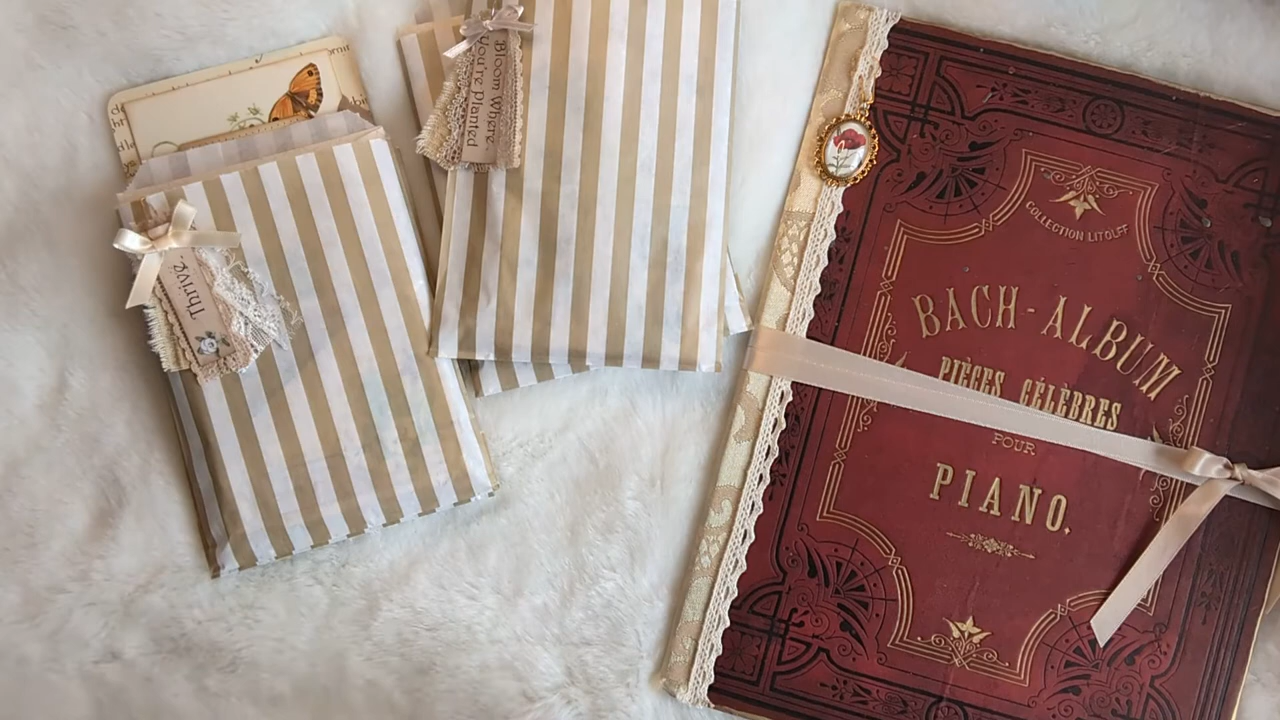 Thrive.
Bloom Where
You're planted
COLLECTION LITOLFF
BACH-ALBUM
PIÈCES CÉLÈBRES
POUR
PIANO.